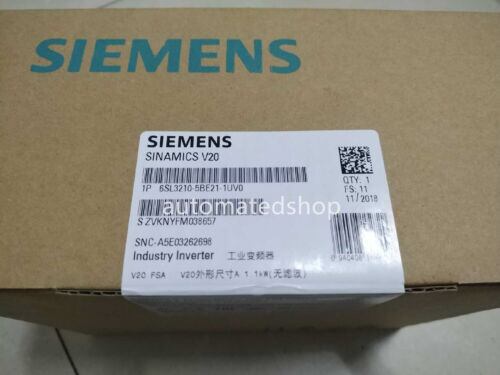 SIEMENS
SIEMENS
SINAMICS V20
1P 6SL3210-5BE21-1UV0
automatedshop
S ZVKNYFM038657
QTY: 1
FS: 11
11/2018
SNC-A5E03262698
Industry Inverter 工业变频器
V20 FSA V20外形尺寸A 1.1kW(无滤波)